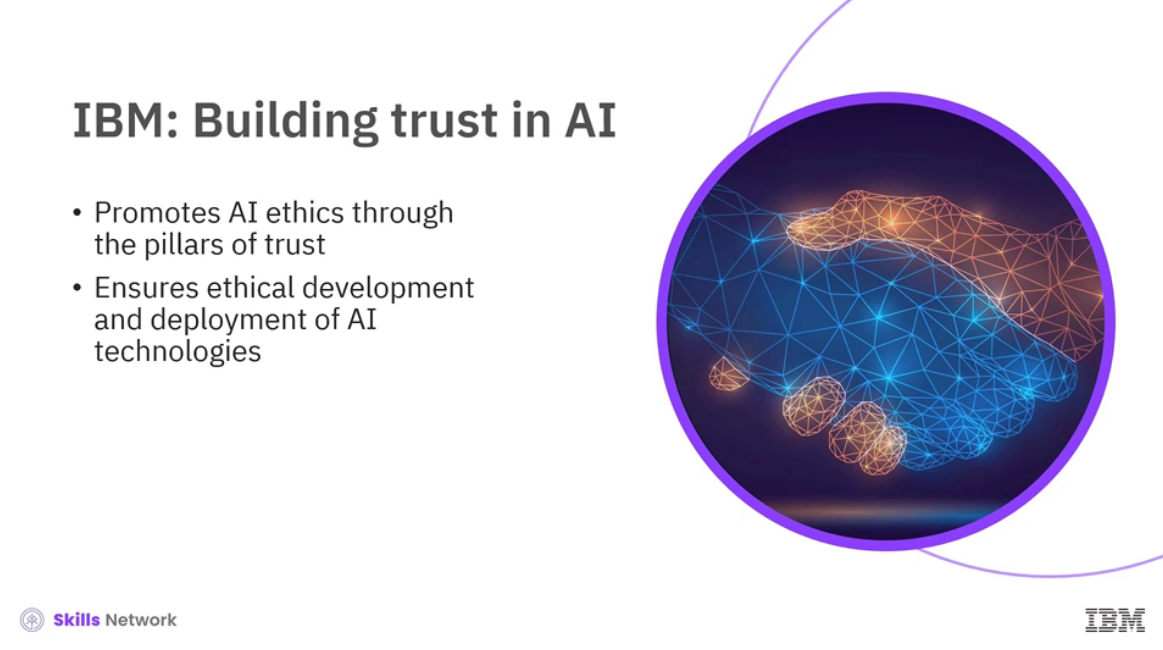 IBM: Building trust in AI
• Promotes AI ethics through
the pillars of trust
• Ensures ethical development
and deployment of AI
technologies
Skills Network
IBM